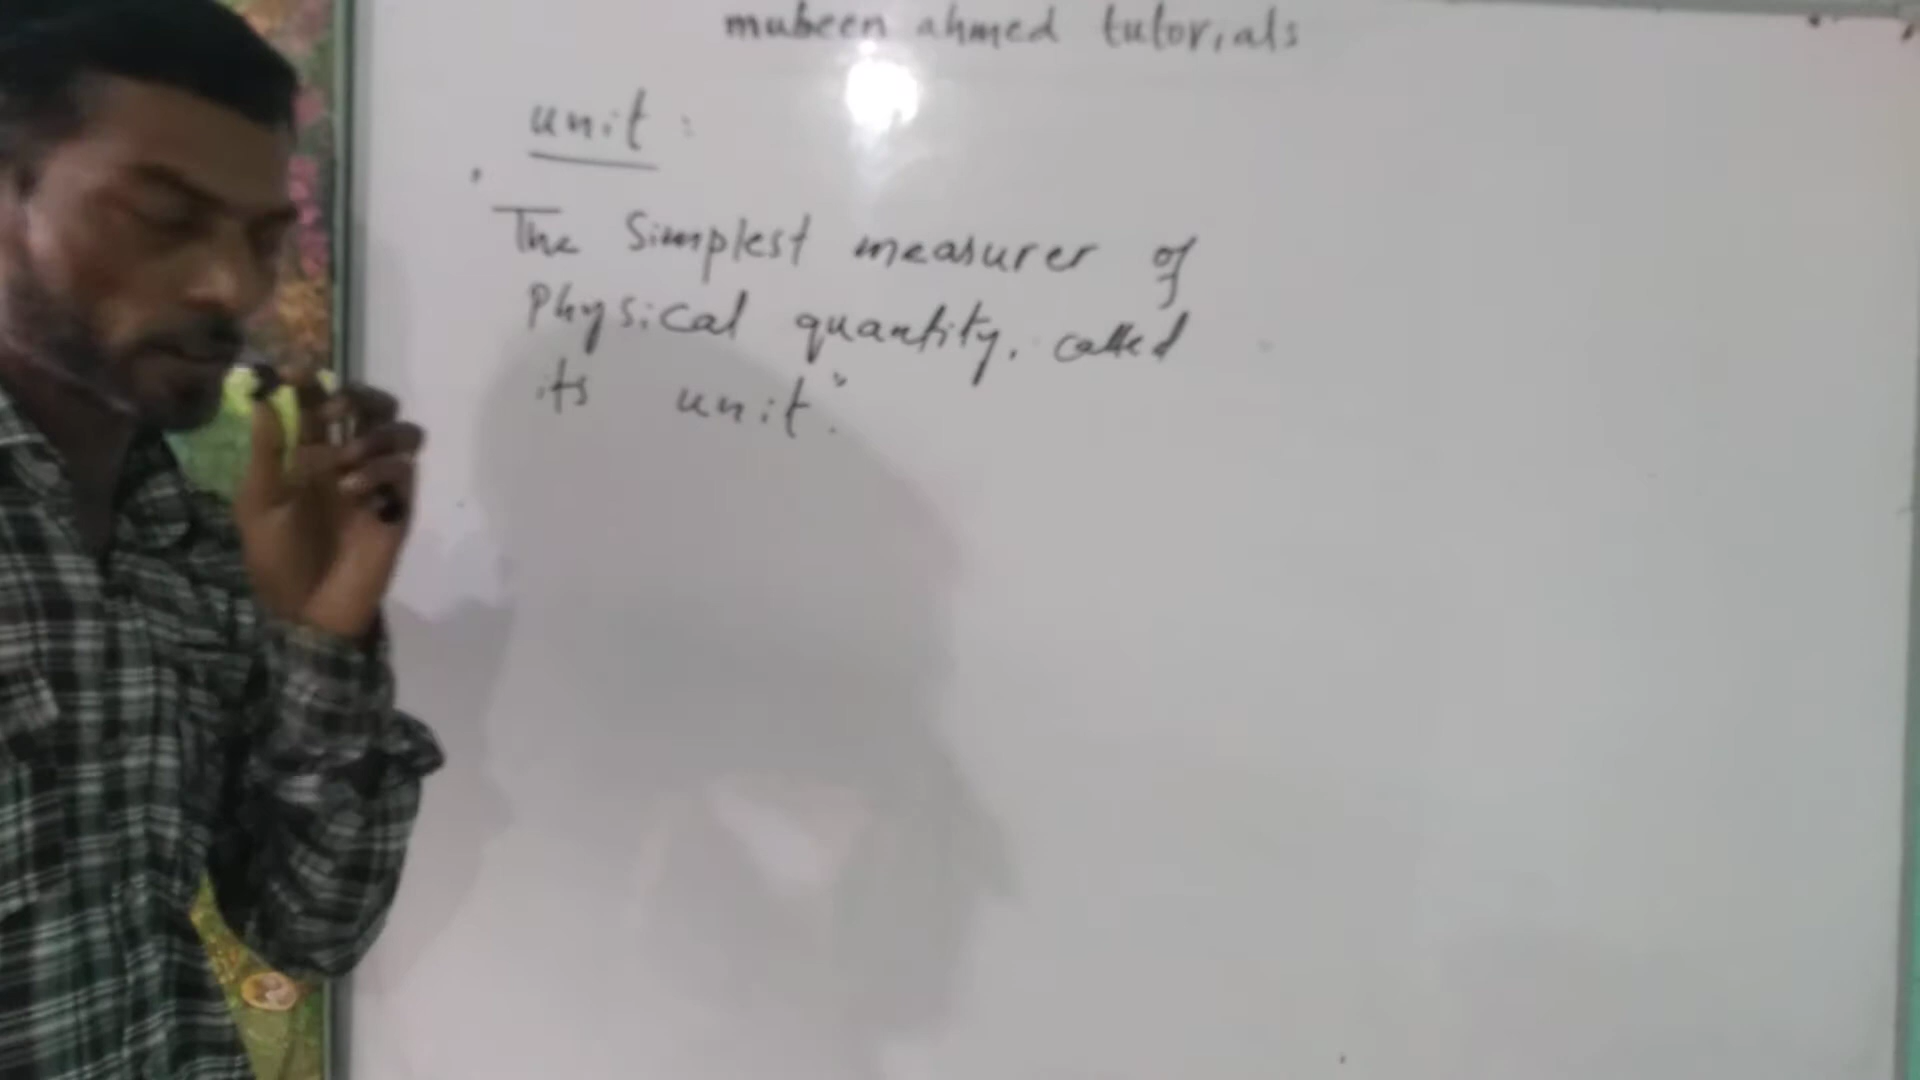 mubeen ahmed tutorials
unit :
The Simplest measurer of
Physical quantity, called
its unit".